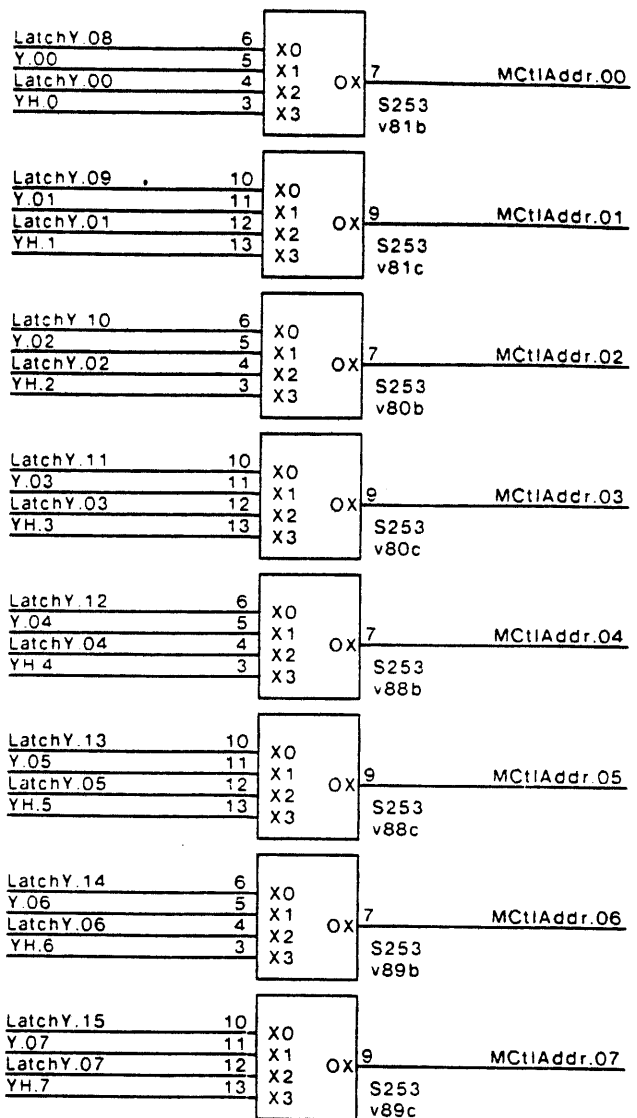 LatchY.08 6 X0
Y.00 5 X1
LatchY.00 4 X2
YH.0 3 X3
OX 7 MCtlAddr.00
S253
v81b
LatchY.09 10 X0
Y.01 11 X1
LatchY.01 12 X2
YH.1 13 X3
OX 9 MCtlAddr.01
S253
v81c
LatchY.10 6 X0
Y.02 5 X1
LatchY.02 4 X2
YH.2 3 X3
OX 7 MCtlAddr.02
S253
v80b
LatchY.11 10 X0
Y.03 11 X1
LatchY.03 12 X2
YH.3 13 X3
OX 9 MCtlAddr.03
S253
v80c
LatchY.12 6 X0
Y.04 5 X1
LatchY.04 4 X2
YH.4 3 X3
OX 7 MCtlAddr.04
S253
v88b
LatchY.13 10 X0
Y.05 11 X1
LatchY.05 12 X2
YH.5 13 X3
OX 9 MCtlAddr.05
S253
v88c
LatchY.14 6 X0
Y.06 5 X1
LatchY.06 4 X2
YH.6 3 X3
OX 7 MCtlAddr.06
S253
v89b
LatchY.15 10 X0
Y.07 11 X1
LatchY.07 12 X2
YH.7 13 X3
OX 9 MCtlAddr.07
S253
v89c